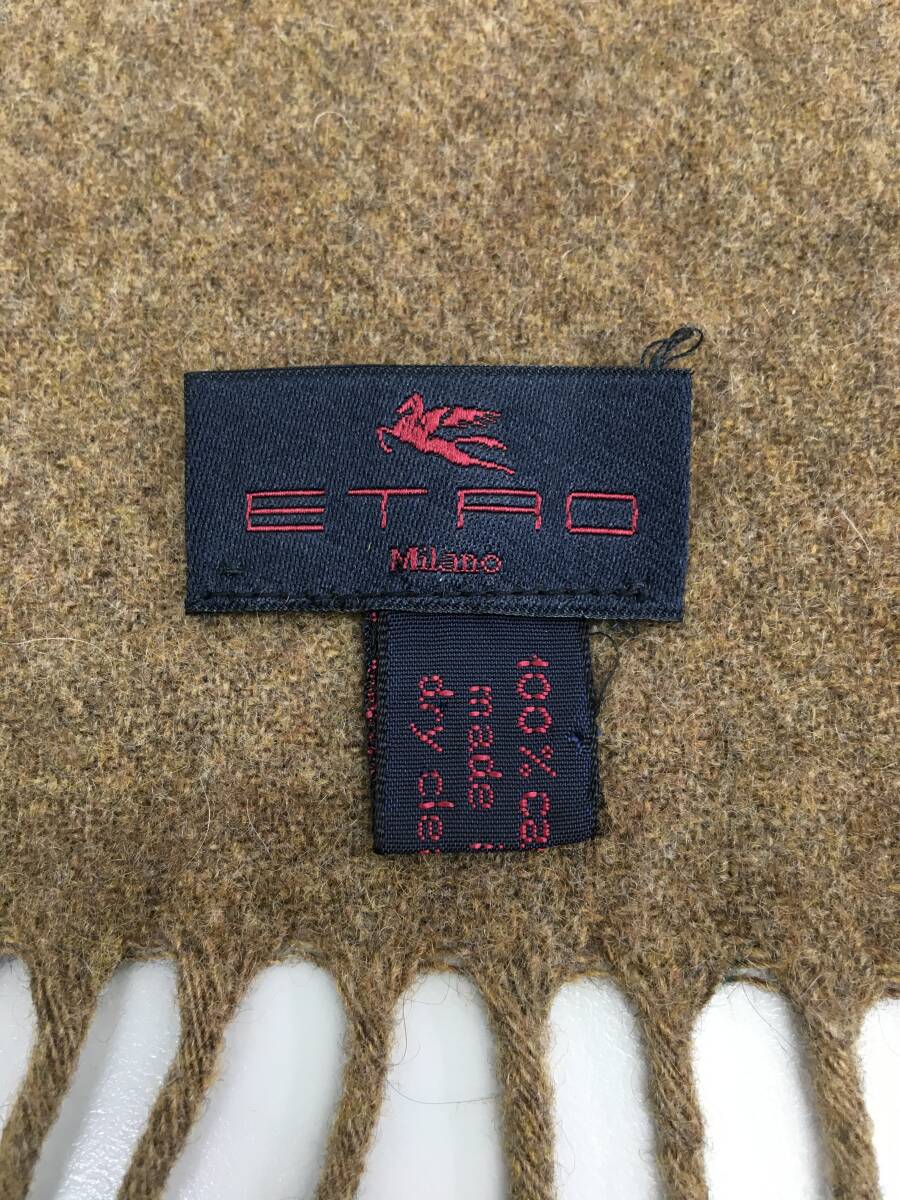 ETRO
Milano
100% ca
made i
dry cle